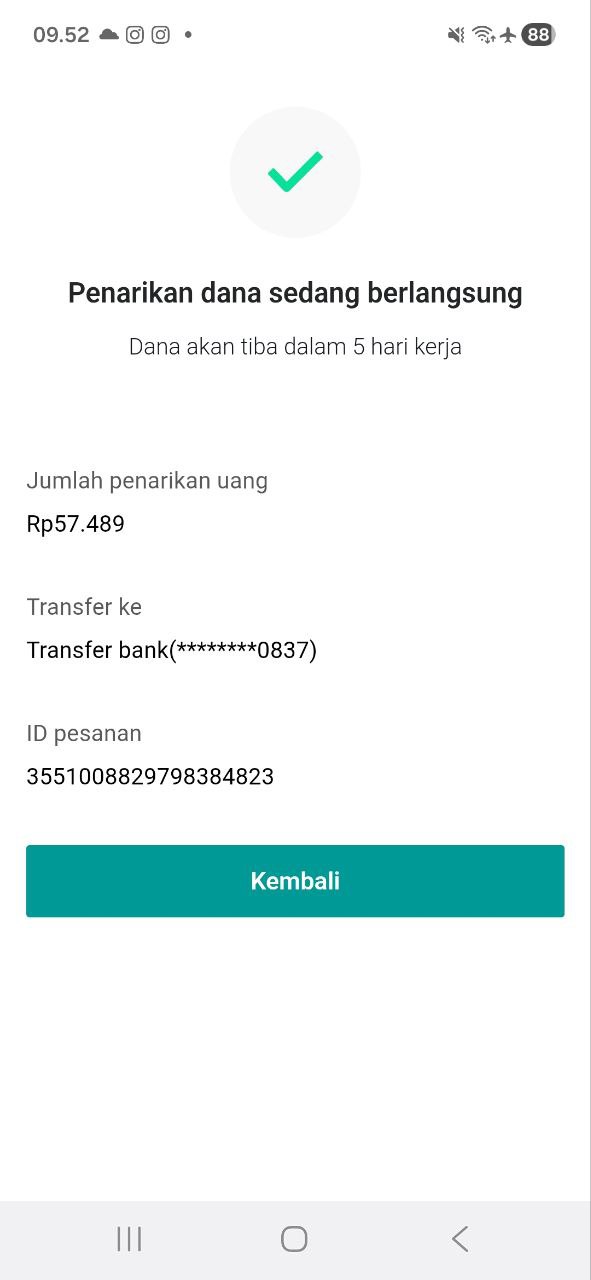 09.52
88
Penarikan dana sedang berlangsung
Dana akan tiba dalam 5 hari kerja
Jumlah penarikan uang
Rp57.489
Transfer ke
Transfer bank(********0837)
ID pesanan
3551008829798384823
Kembali